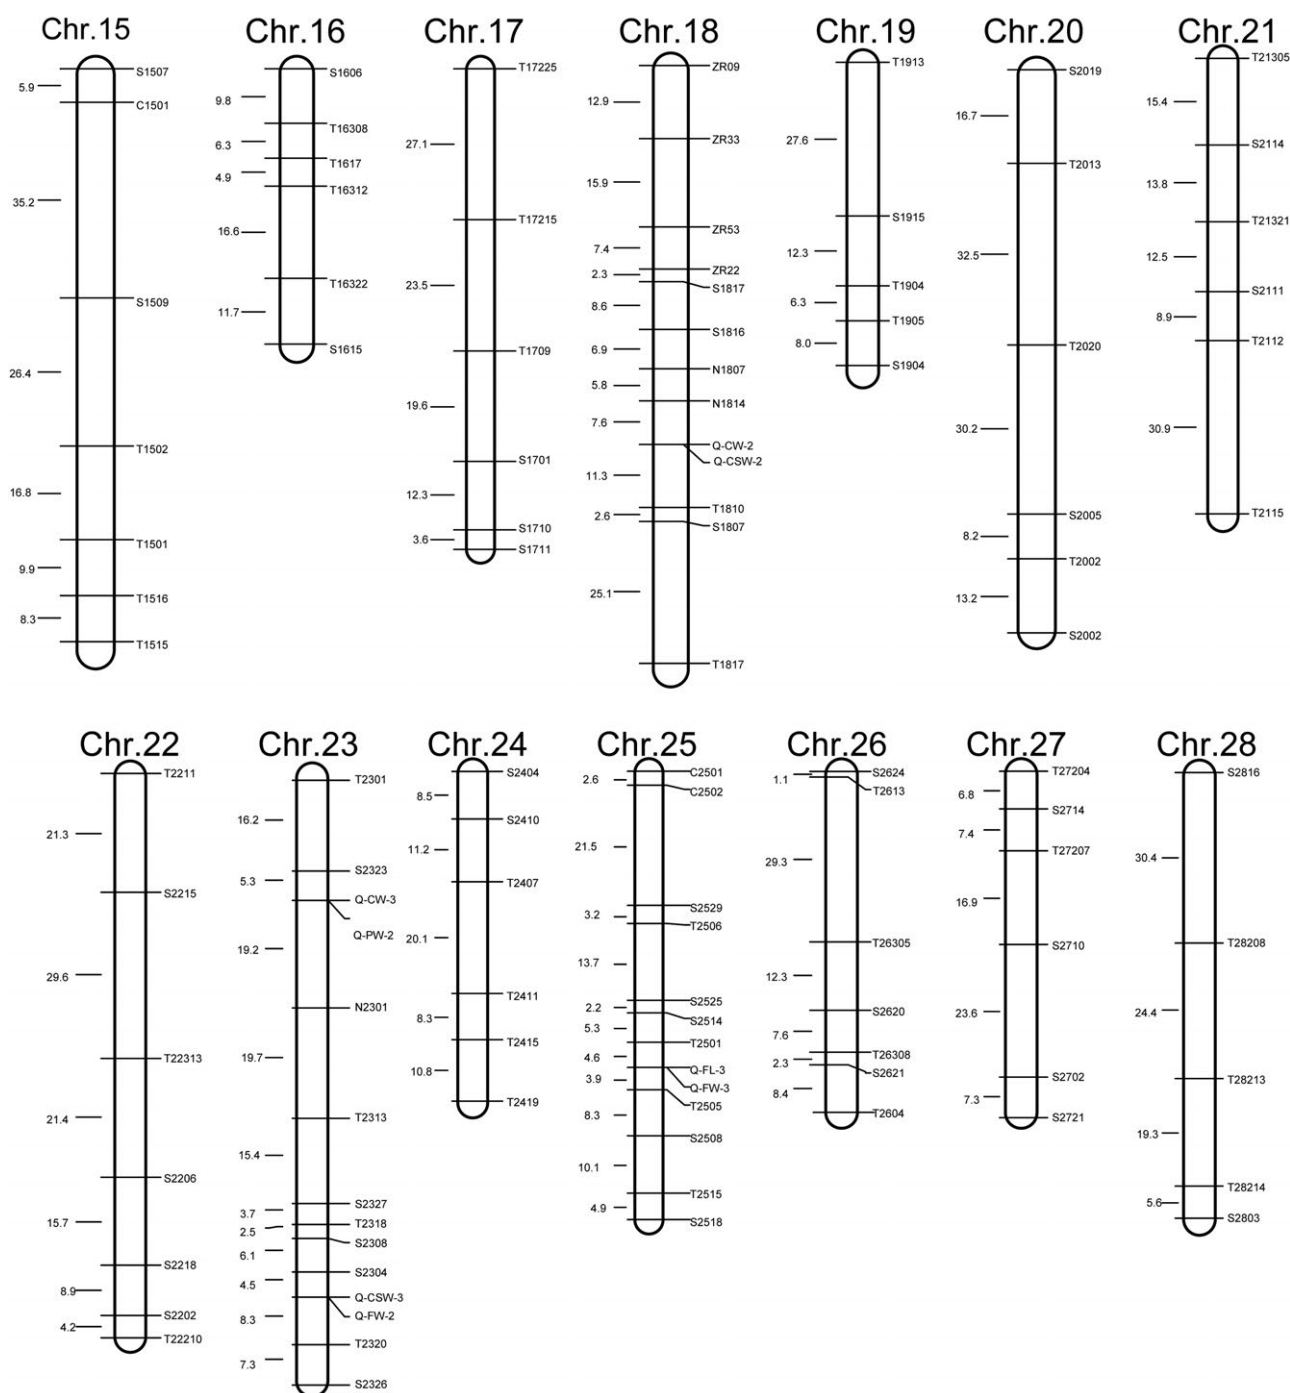 Chr.15
5.9
35.2
26.4
16.8
9.9
8.3
S1507
C1501
S1509
T1502
T1501
T1516
T1515
Chr.16
9.8
6.3
4.9
16.6
11.7
S1606
T16308
T1617
T16312
T16322
S1615
Chr.17
27.1
23.5
19.6
12.3
3.6
T17225
T17215
T1709
S1701
S1710
S1711
Chr.18
12.9
15.9
7.4
2.3
8.6
6.9
5.8
7.6
11.3
2.6
25.1
ZR09
ZR33
ZR53
ZR22
S1817
S1816
N1807
N1814
Q-CW-2
Q-CSW-2
T1810
S1807
T1817
Chr.19
27.6
12.3
6.3
8.0
T1913
S1915
T1904
T1905
S1904
Chr.20
16.7
32.5
30.2
8.2
13.2
S2019
T2013
T2020
S2005
T2002
S2002
Chr.21
15.4
13.8
12.5
8.9
30.9
T21305
S2114
T21321
S2111
T2112
T2115
Chr.22
21.3
29.6
21.4
15.7
8.9
4.2
T2211
S2215
T22313
S2206
S2218
S2202
T22210
Chr.23
16.2
5.3
19.2
19.7
15.4
3.7
2.5
6.1
4.5
8.3
7.3
T2301
S2323
Q-CW-3
Q-PW-2
N2301
T2313
S2327
T2318
S2308
S2304
Q-CSW-3
Q-FW-2
T2320
S2326
Chr.24
8.5
11.2
20.1
8.3
10.8
S2404
S2410
T2407
T2411
T2415
T2419
Chr.25
2.6
21.5
3.2
13.7
2.2
5.3
4.6
3.9
8.3
10.1
4.9
C2501
C2502
S2529
T2506
S2525
S2514
T2501
Q-FL-3
Q-FW-3
T2505
S2508
T2515
S2518
Chr.26
1.1
29.3
12.3
7.6
2.3
8.4
S2624
T2613
T26305
S2620
T26308
S2621
T2604
Chr.27
6.8
7.4
16.9
23.6
7.3
T27204
S2714
T27207
S2710
S2702
S2721
Chr.28
30.4
24.4
19.3
5.6
S2816
T28208
T28213
T28214
S2803